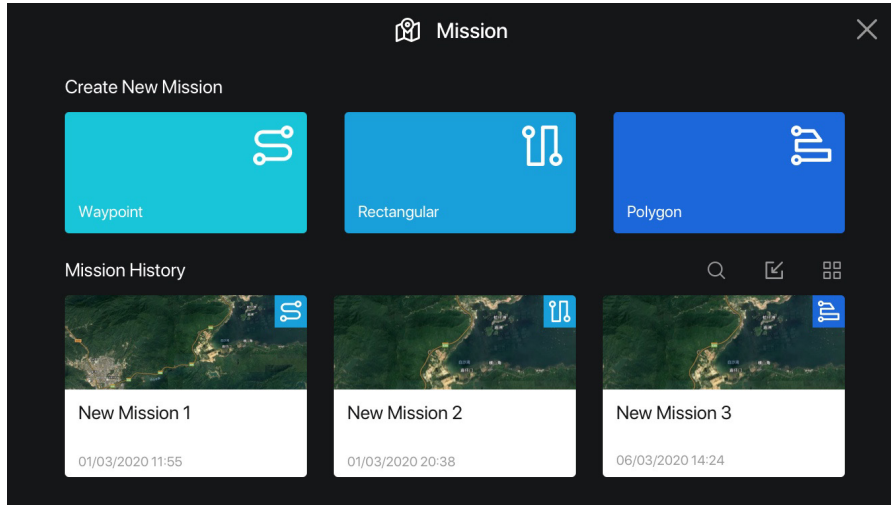 Mission
Create New Mission
Waypoint
Rectangular
Polygon
Mission History
New Mission 1
01/03/2020 11:55
New Mission 2
01/03/2020 20:38
New Mission 3
06/03/2020 14:24